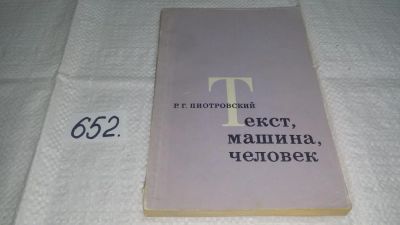 652.
Р. Г. ПИОТРОВСКИЙ
Текст,
машина,
человек